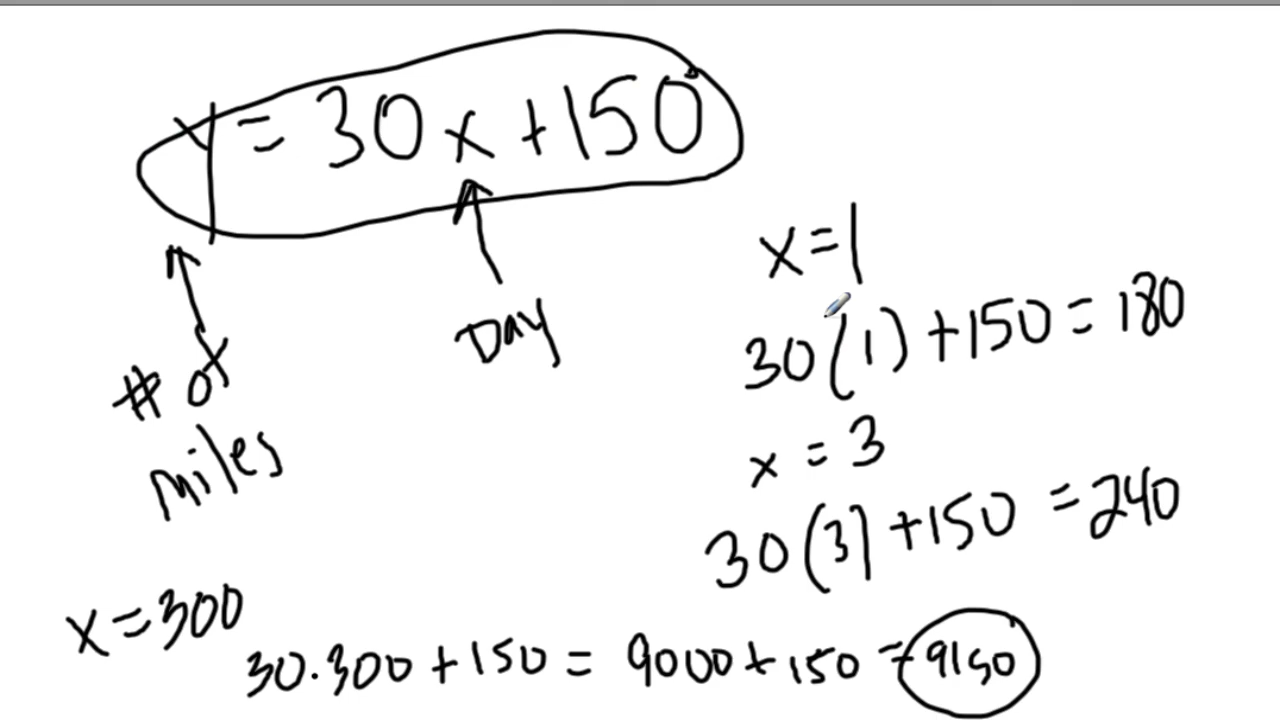 y = 30x + 150
# of
miles
Day
x = 1
30(1) + 150 = 180
x = 3
30(3) + 150 = 240
x = 300
30 · 300 + 150 = 9000 + 150 = 9150